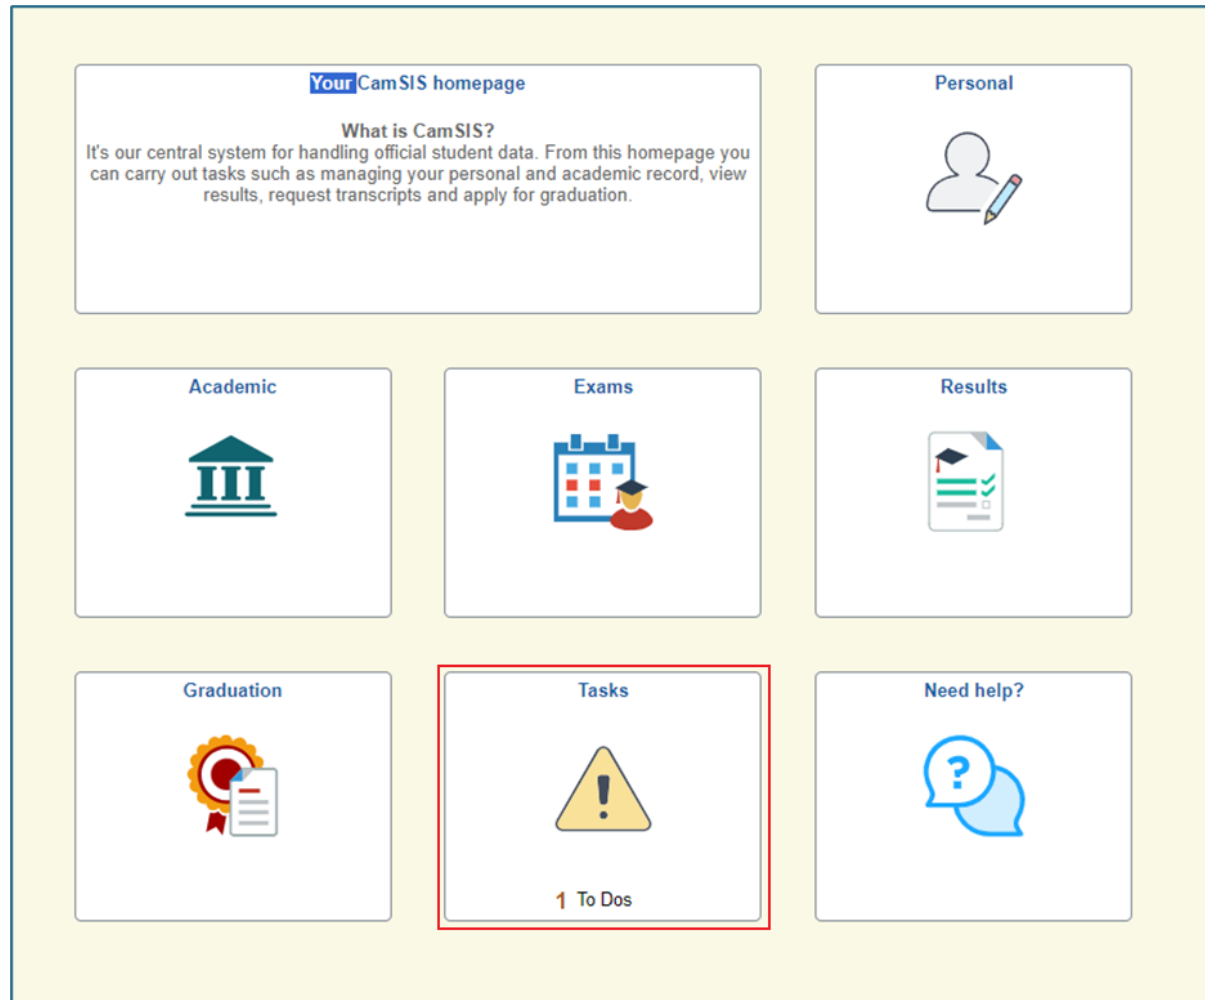 Your CamSIS homepage
Personal
What is CamSIS?
It's our central system for handling official student data. From this homepage you
can carry out tasks such as managing your personal and academic record, view
results, request transcripts and apply for graduation.
Academic
Exams
Results
Graduation
Tasks
Need help?
?
!
1 To Dos